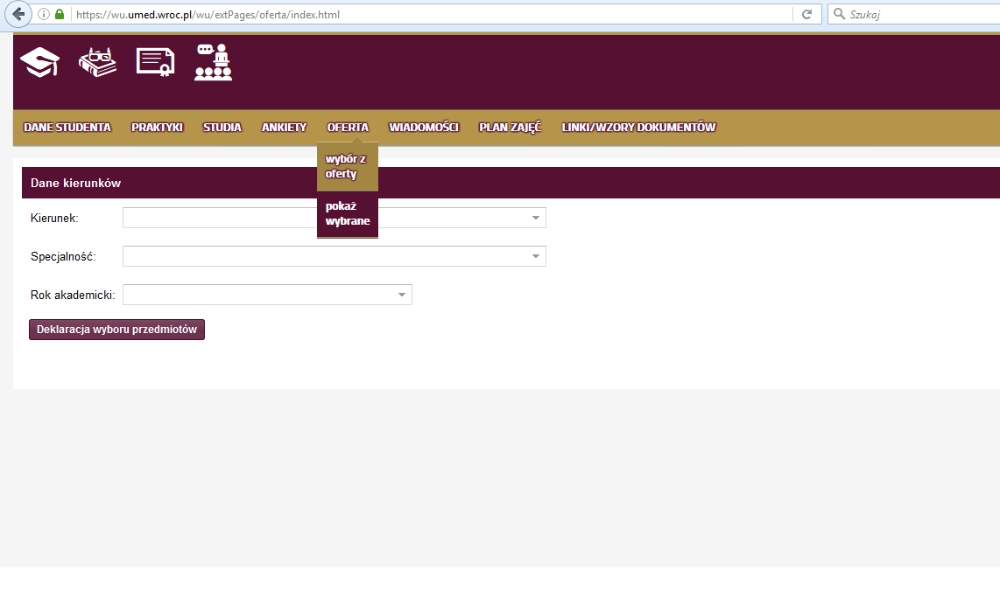 https://wu.umed.wroc.pl/wu/extPages/oferta/index.html
Szukaj
DANE STUDENTA PRAKTYKI STUDIA ANKIETY OFERTA WIADOMOŚCI PLAN ZAJĘĆ LINKI/WZORY DOKUMENTÓW
wybór z
oferty
pokaż
wybrane
Dane kierunków
Kierunek:
Specjalność:
Rok akademicki:
Deklaracja wyboru przedmiotów